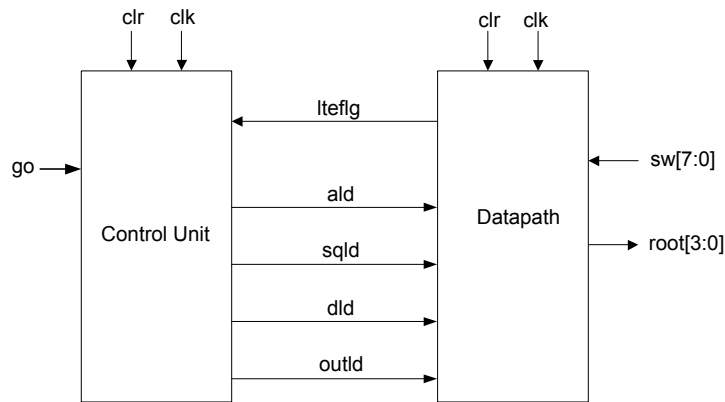 clr clk clr clk
lteflg
go sw[7:0]
ald
Control Unit Datapath
sqld root[3:0]
dld
outld